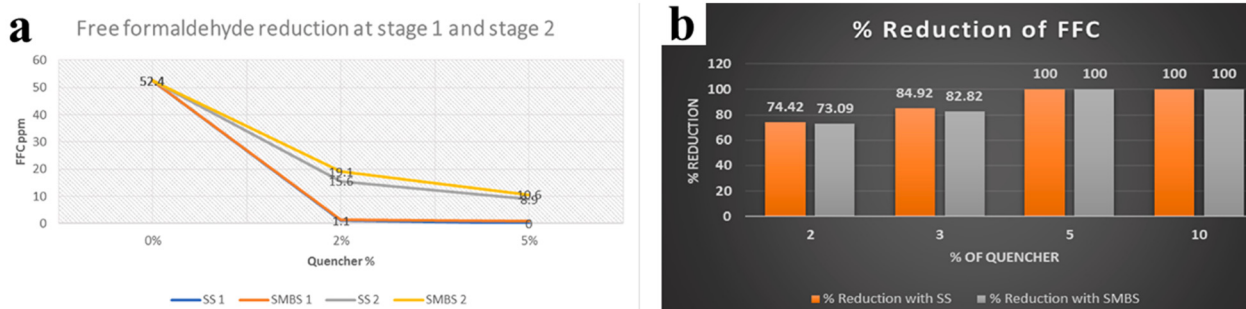 a
Free formaldehyde reduction at stage 1 and stage 2
60
50
40
30
20
10
0
FFC ppm
52.4
19.1
15.6
1.1
10.6
8.9
0
0%
2%
5%
Quencher %
SS 1
SMBS 1
SS 2
SMBS 2
b
% Reduction of FFC
120
100
80
60
40
20
0
% REDUCTION
74.42
73.09
84.92
82.82
100
100
100
100
2
3
5
10
% OF QUENCHER
% Reduction with SS
% Reduction with SMBS